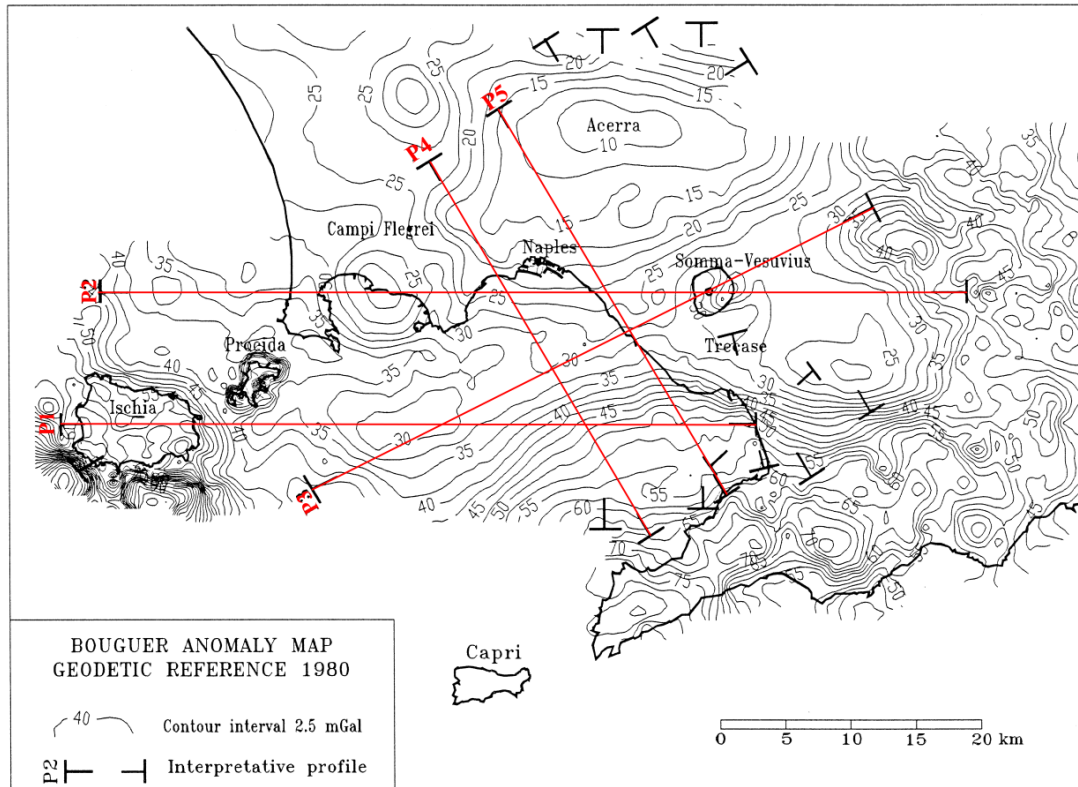 20
20
25
25
15
15
P5
20
Acerra
10
P4
25
15
25
30
35
40
Campi Flegrei
15
Naples
Somma-Vesuvius
40
35
20
25
25
45
P2
25
35
50
Procida
30
Trecase
25
40
35
40
45
35
30
55
Ischia
40
45
P1
40
35
30
45
P3
40
55
55
60
60
70
70
75
BOUGUER ANOMALY MAP
GEODETIC REFERENCE 1980
Capri
40
Contour interval 2.5 mGal
P2
Interpretative profile
0 5 10 15 20 km